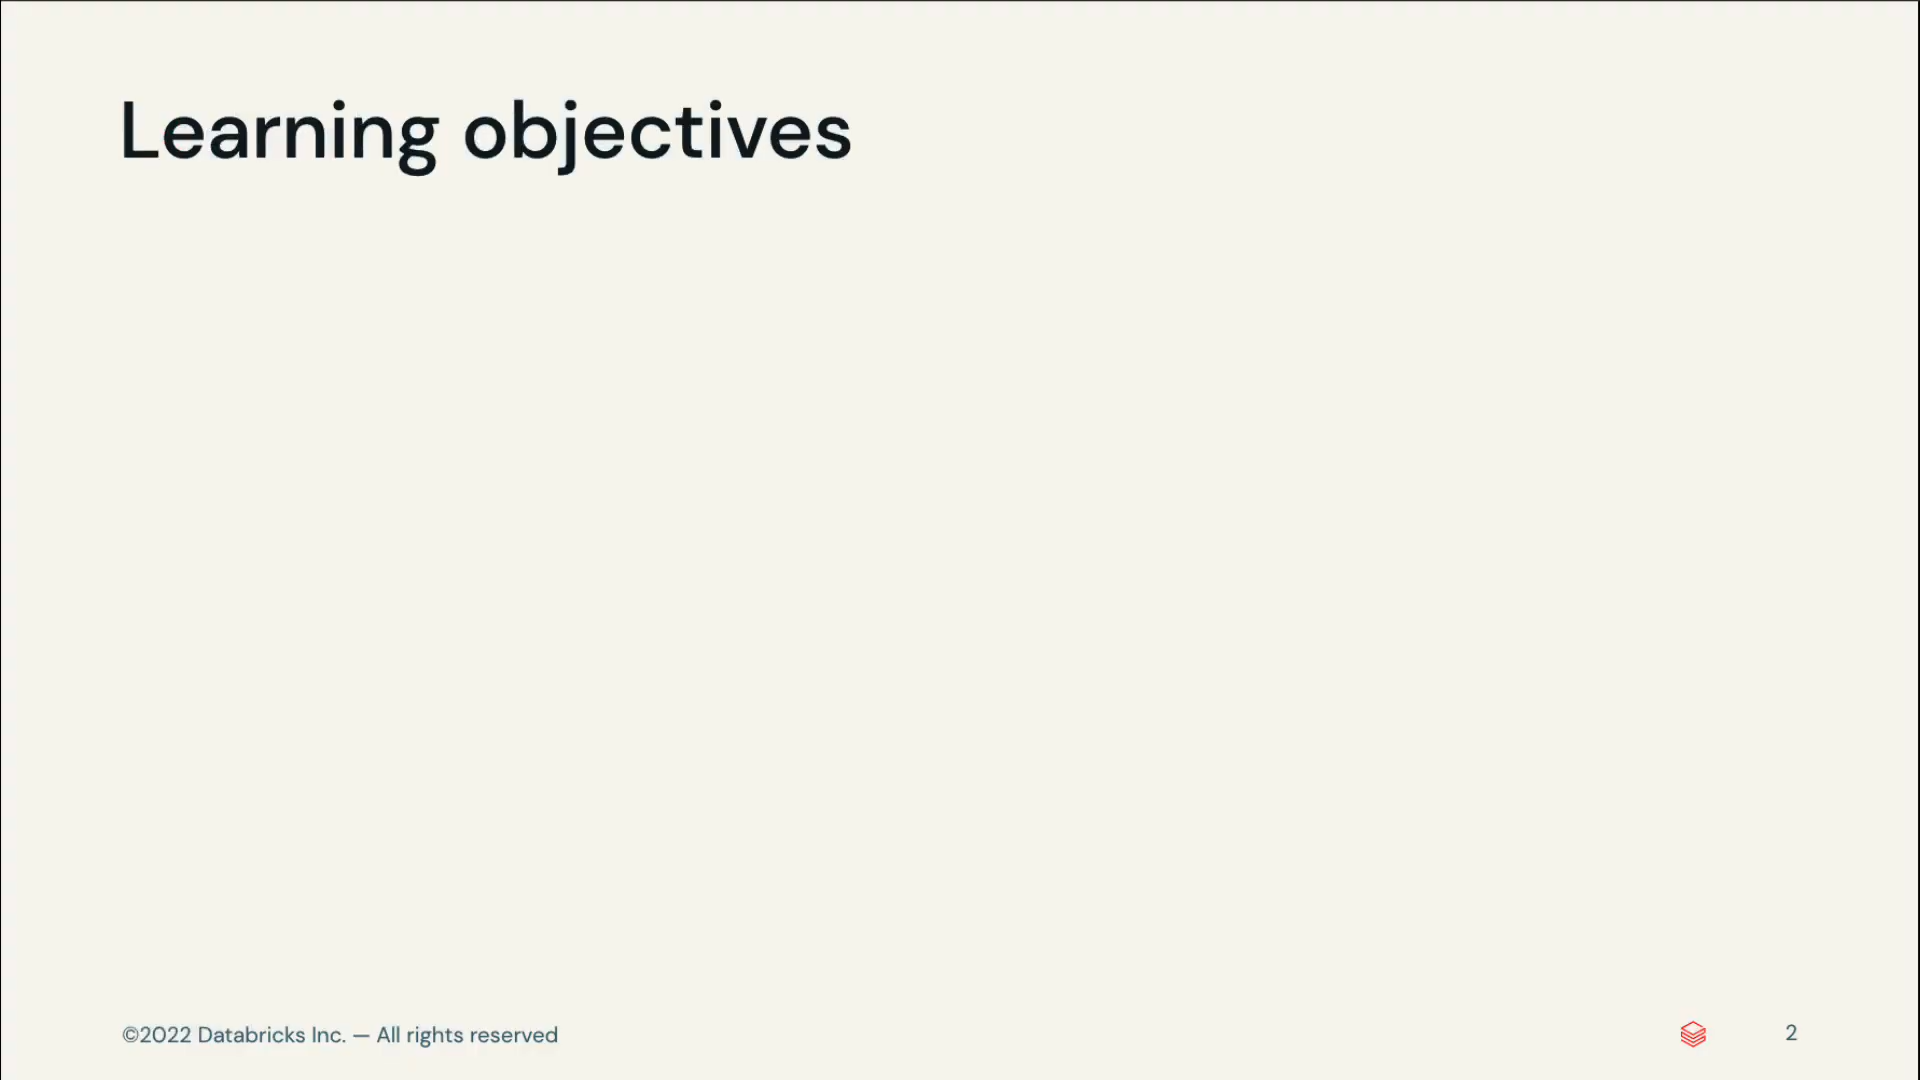 Learning objectives
©2022 Databricks Inc. — All rights reserved
2